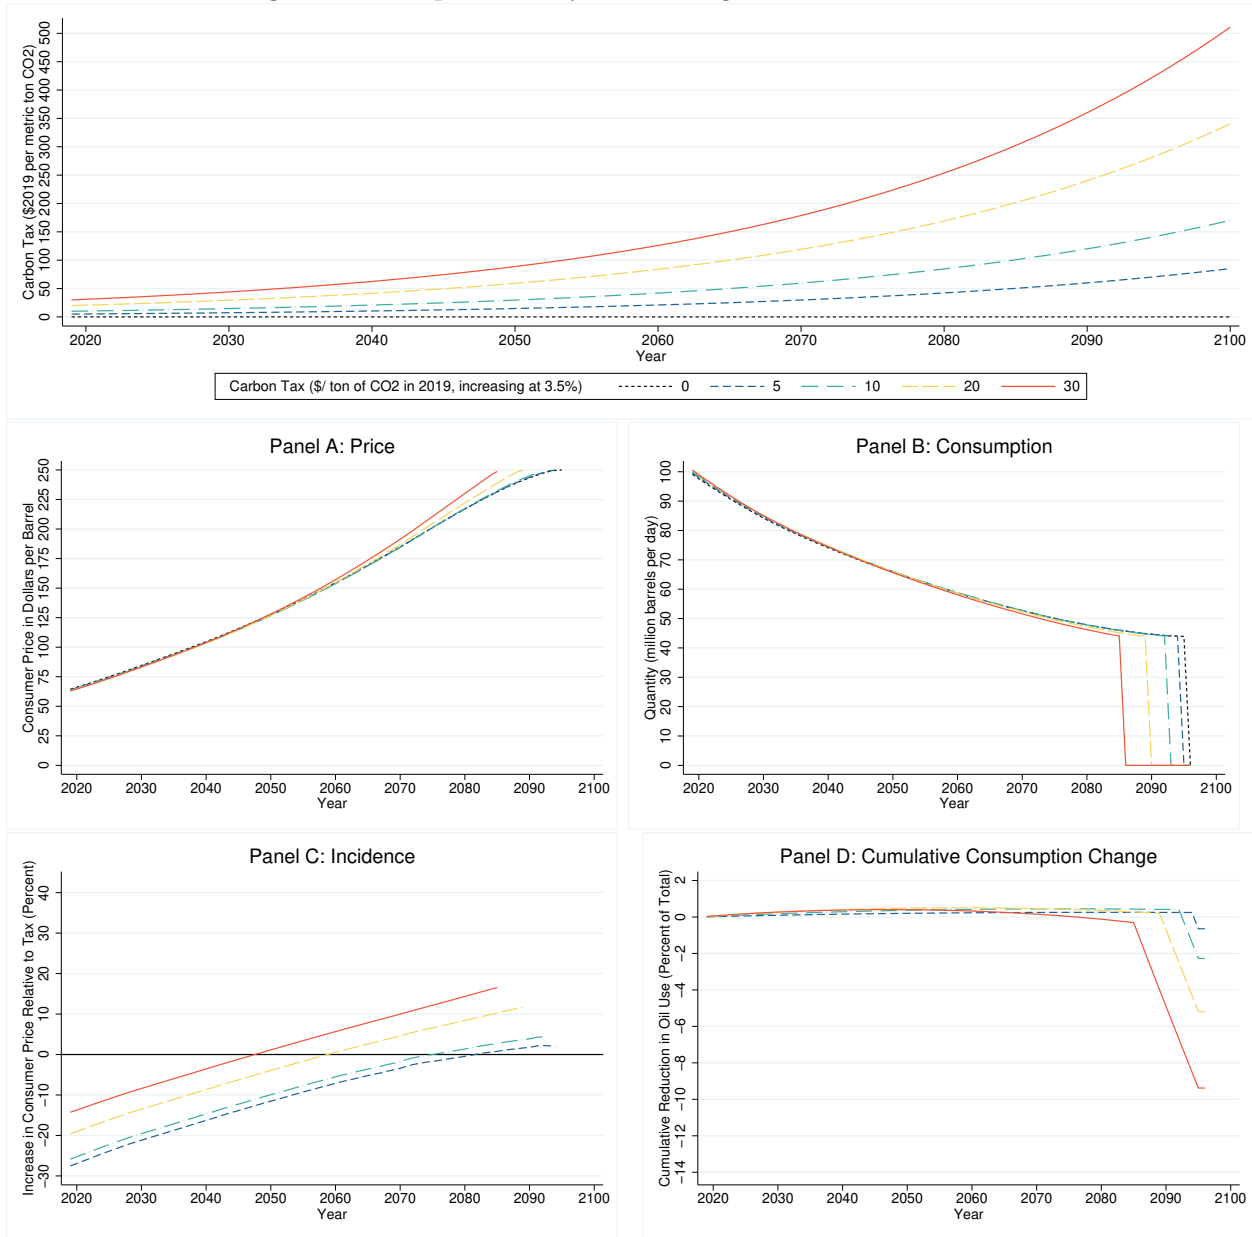 Carbon Tax ($2019 per metric ton CO2)
500
450
400
350
300
250
200
150
100
50
0
2020 2030 2040 2050 2060 2070 2080 2090 2100
Year
Carbon Tax ($/ ton of CO2 in 2019, increasing at 3.5%) 0 5 10 20 30
Panel A: Price
Consumer Price in Dollars per Barrel
250
225
200
175
150
125
100
75
50
25
0
2020 2030 2040 2050 2060 2070 2080 2090 2100
Year
Panel B: Consumption
Quantity (million barrels per day)
100
90
80
70
60
50
40
30
20
10
0
2020 2030 2040 2050 2060 2070 2080 2090 2100
Year
Panel C: Incidence
Increase in Consumer Price Relative to Tax (Percent)
40
30
20
10
0
−10
−20
−30
2020 2030 2040 2050 2060 2070 2080 2090 2100
Year
Panel D: Cumulative Consumption Change
Cumulative Reduction in Oil Use (Percent of Total)
2
0
−2
−4
−6
−8
−10
−12
−14
2020 2030 2040 2050 2060 2070 2080 2090 2100
Year